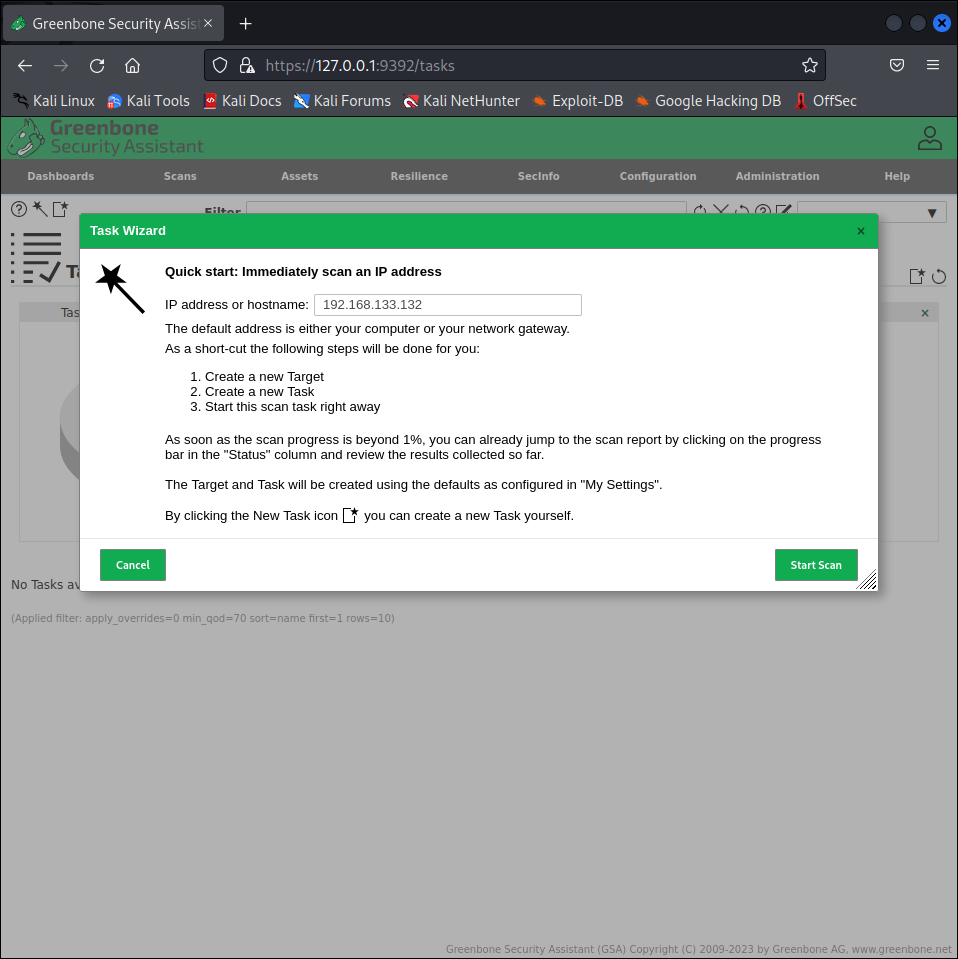 Greenbone Security Assist
https://127.0.0.1:9392/tasks
Kali Linux Kali Tools Kali Docs Kali Forums Kali NetHunter Exploit-DB Google Hacking DB OffSec
Greenbone
Security Assistant
Dashboards Scans Assets Resilience SecInfo Configuration Administration Help
Filter
Task Wizard
Quick start: Immediately scan an IP address
IP address or hostname: 192.168.133.132
The default address is either your computer or your network gateway.
As a short-cut the following steps will be done for you:
1. Create a new Target
2. Create a new Task
3. Start this scan task right away
As soon as the scan progress is beyond 1%, you can already jump to the scan report by clicking on the progress
bar in the "Status" column and review the results collected so far.
The Target and Task will be created using the defaults as configured in "My Settings".
By clicking the New Task icon you can create a new Task yourself.
Cancel Start Scan
No Tasks av
(Applied filter: apply_overrides=0 min_qod=70 sort=name first=1 rows=10)
Greenbone Security Assistant (GSA) Copyright (C) 2009-2023 by Greenbone AG, www.greenbone.net